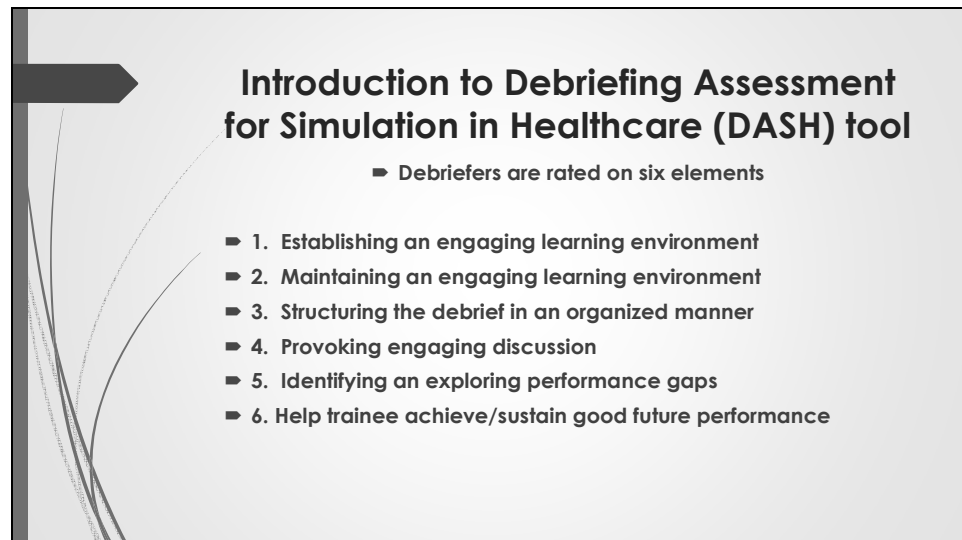 Introduction to Debriefing Assessment
for Simulation in Healthcare (DASH) tool
Debriefers are rated on six elements
1. Establishing an engaging learning environment
2. Maintaining an engaging learning environment
3. Structuring the debrief in an organized manner
4. Provoking engaging discussion
5. Identifying an exploring performance gaps
6. Help trainee achieve/sustain good future performance